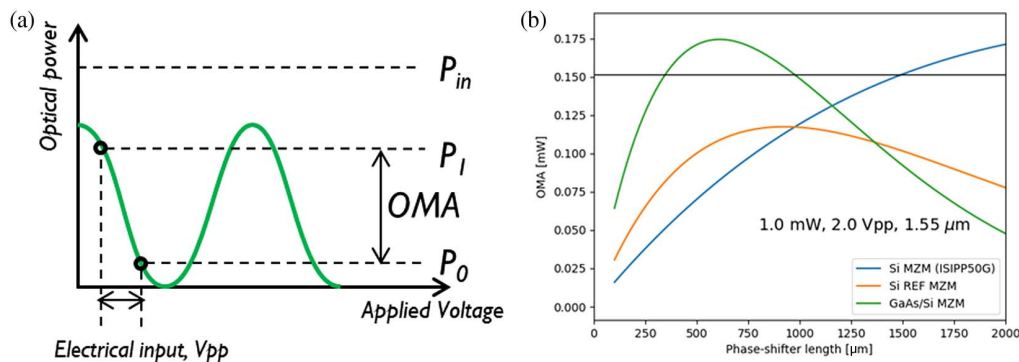 (a)
Optical power
P_in
P_I
OMA
P_0
Applied Voltage
Electrical input, Vpp
(b)
OMA [mW]
0.175
0.150
0.125
0.100
0.075
0.050
0.025
0.000
1.0 mW, 2.0 Vpp, 1.55 μm
Si MZM (ISIPP50G)
Si REF MZM
GaAs/Si MZM
0 250 500 750 1000 1250 1500 1750 2000
Phase-shifter length [μm]